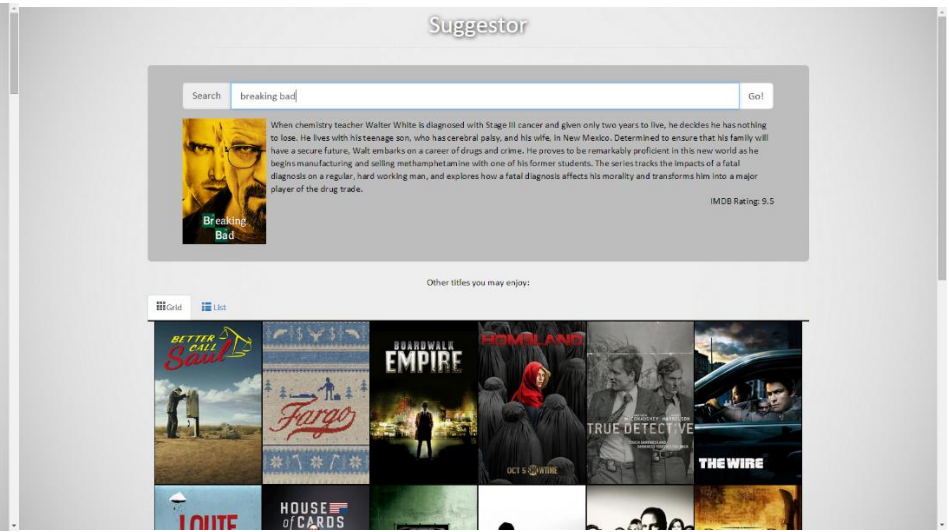 Suggestor
Search
breaking bad
Go!
When chemistry teacher Walter White is diagnosed with Stage III cancer and given only two years to live, he decides he has nothing
to lose. He lives with his teenage son, who has cerebral palsy, and his wife, in New Mexico. Determined to ensure that his family will
have a secure future, Walt embarks on a career of drugs and crime. He proves to be remarkably proficient in this new world as he
begins manufacturing and selling methamphetamine with one of his former students. The series tracks the impacts of a fatal
diagnosis on a regular, hard working man, and explores how a fatal diagnosis affects his morality and transforms him into a major
player of the drug trade.
IMDB Rating: 9.5
Breaking
Bad
Other titles you may enjoy:
Grid
List
BETTER
CALL
Saul
Fargo
BOARDWALK
EMPIRE
HOMELAND
OCT 5 SHOWTIME
TRUE DETECTIVE
THE WIRE
LOUIE
HOUSE
of CARDS